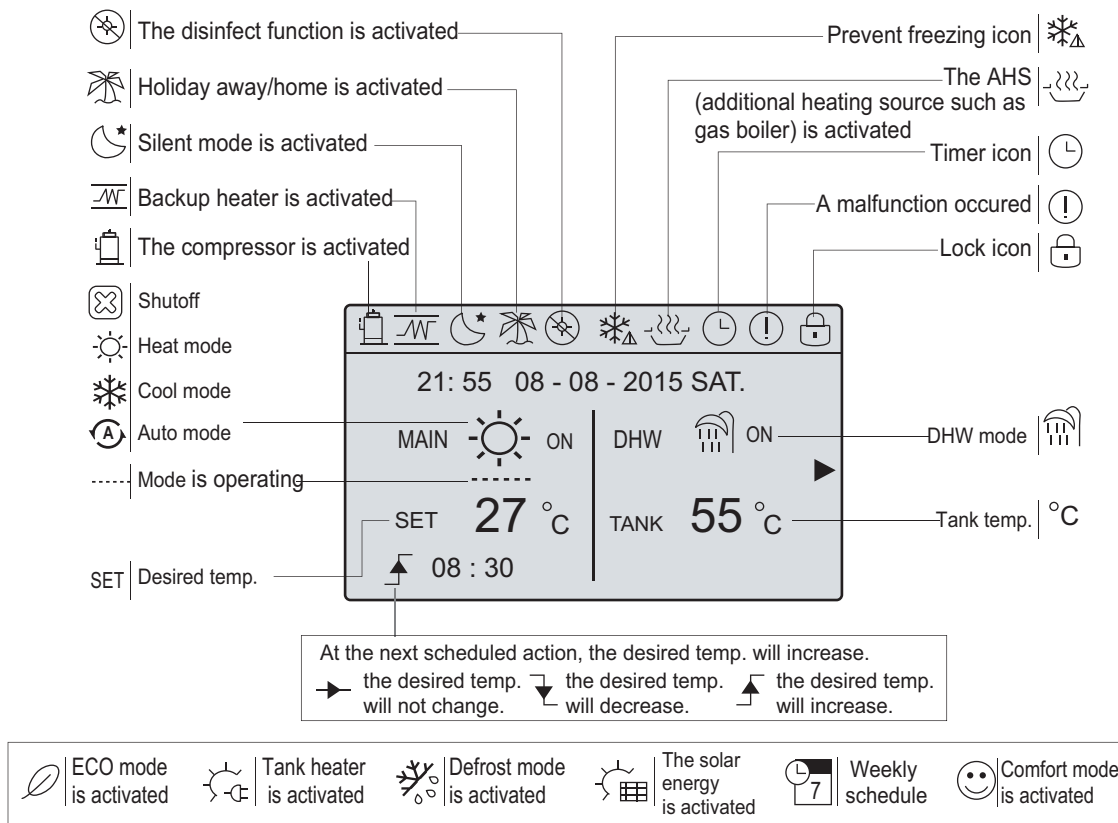 The disinfect function is activated
Holiday away/home is activated
Silent mode is activated
Backup heater is activated
The compressor is activated
Shutoff
Heat mode
Cool mode
A Auto mode
Mode is operating
SET Desired temp.
Prevent freezing icon
The AHS
(additional heating source such as
gas boiler) is activated
Timer icon
A malfunction occured
Lock icon
DHW mode
Tank temp. °C
21: 55 08 - 08 - 2015 SAT.
MAIN ON
SET 27 °C
08 : 30
DHW ON
TANK 55 °C
At the next scheduled action, the desired temp. will increase.
the desired temp.
will not change.
the desired temp.
will decrease.
the desired temp.
will increase.
ECO mode
is activated
Tank heater
is activated
Defrost mode
is activated
The solar
energy
is activated
7
Weekly
schedule
Comfort mode
is activated